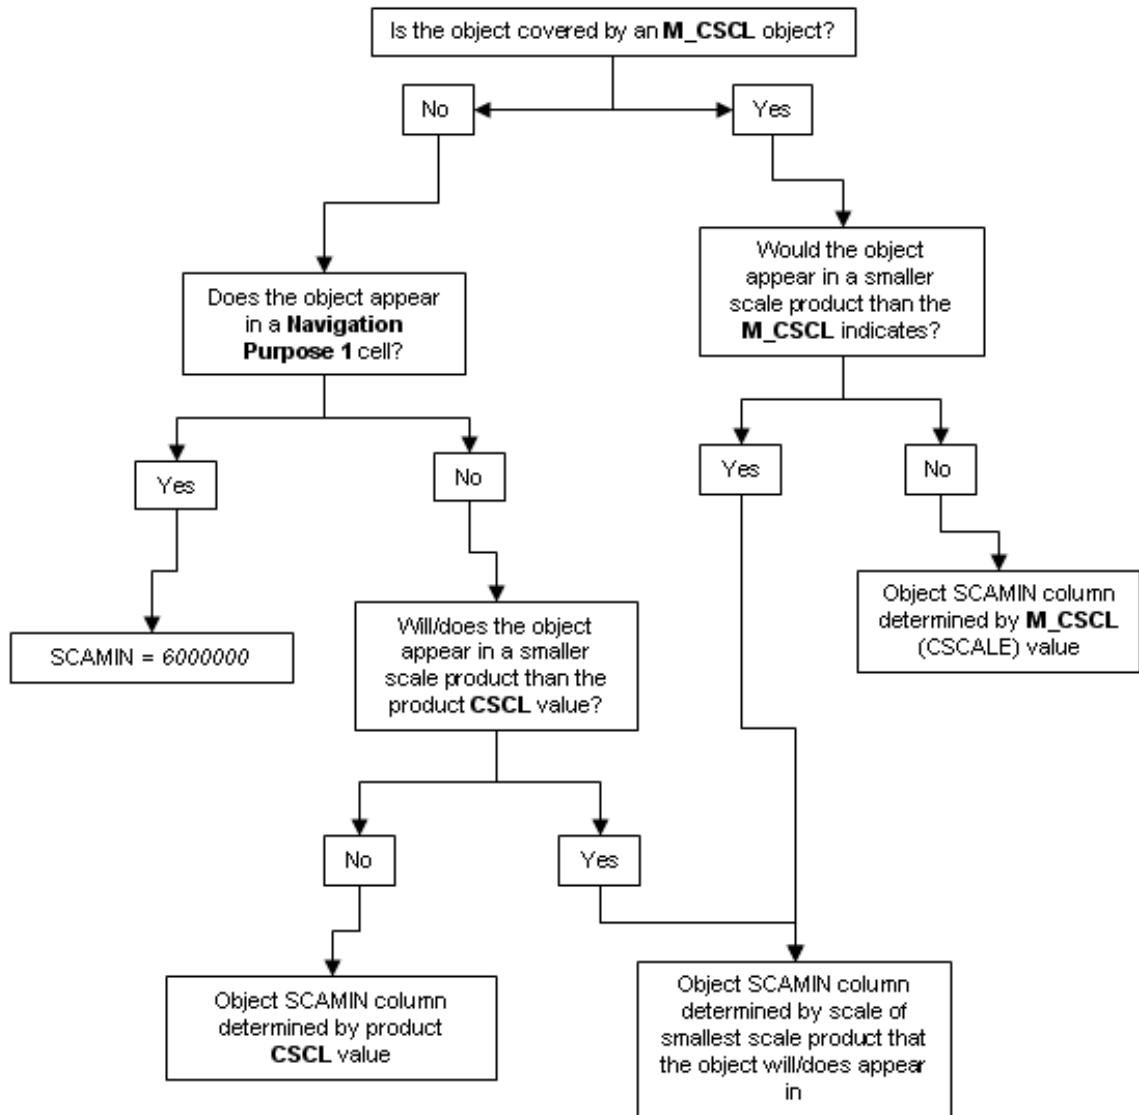 Is the object covered by an M_CSCL object?
No
Yes
Would the object
appear in a smaller
scale product than the
M_CSCL indicates?
Does the object appear
in a Navigation
Purpose 1 cell?
Yes
No
Yes
No
SCAMIN = 6000000
Will/does the object
appear in a smaller
scale product than the
product CSCL value?
Object SCAMIN column
determined by M_CSCL
(CSCALE) value
No
Yes
Object SCAMIN column
determined by product
CSCL value
Object SCAMIN column
determined by scale of
smallest scale product that
the object will/does appear
in